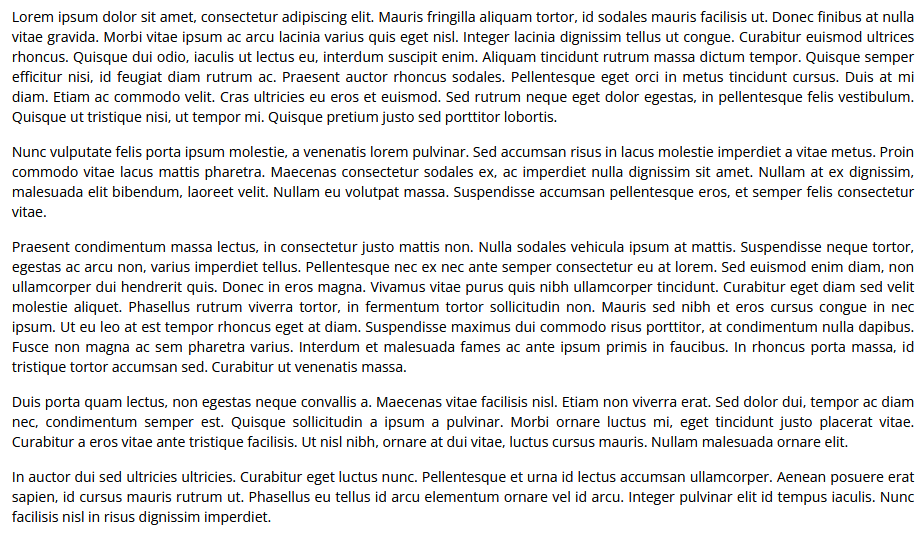 Lorem ipsum dolor sit amet, consectetur adipiscing elit. Mauris fringilla aliquam tortor, id sodales mauris facilisis ut. Donec finibus at nulla
vitae gravida. Morbi vitae ipsum ac arcu lacinia varius quis eget nisl. Integer lacinia dignissim tellus ut congue. Curabitur euismod ultrices
rhoncus. Quisque dui odio, iaculis ut lectus eu, interdum suscipit enim. Aliquam tincidunt rutrum massa dictum tempor. Quisque semper
efficitur nisi, id feugiat diam rutrum ac. Praesent auctor rhoncus sodales. Pellentesque eget orci in metus tincidunt cursus. Duis at mi
diam. Etiam ac commodo velit. Cras ultricies eu eros et euismod. Sed rutrum neque eget dolor egestas, in pellentesque felis vestibulum.
Quisque ut tristique nisi, ut tempor mi. Quisque pretium justo sed porttitor lobortis.
Nunc vulputate felis porta ipsum molestie, a venenatis lorem pulvinar. Sed accumsan risus in lacus molestie imperdiet a vitae metus. Proin
commodo vitae lacus mattis pharetra. Maecenas consectetur sodales ex, ac imperdiet nulla dignissim sit amet. Nullam at ex dignissim,
malesuada elit bibendum, laoreet velit. Nullam eu volutpat massa. Suspendisse accumsan pellentesque eros, et semper felis consectetur
vitae.
Praesent condimentum massa lectus, in consectetur justo mattis non. Nulla sodales vehicula ipsum at mattis. Suspendisse neque tortor,
egestas ac arcu non, varius imperdiet tellus. Pellentesque nec ex nec ante semper consectetur eu at lorem. Sed euismod enim diam, non
ullamcorper dui hendrerit quis. Donec in eros magna. Vivamus vitae purus quis nibh ullamcorper tincidunt. Curabitur eget diam sed velit
molestie aliquet. Phasellus rutrum viverra tortor, in fermentum tortor sollicitudin non. Mauris sed nibh et eros cursus congue in nec
ipsum. Ut eu leo at est tempor rhoncus eget at diam. Suspendisse maximus dui commodo risus porttitor, at condimentum nulla dapibus.
Fusce non magna ac sem pharetra varius. Interdum et malesuada fames ac ante ipsum primis in faucibus. In rhoncus porta massa, id
tristique tortor accumsan sed. Curabitur ut venenatis massa.
Duis porta quam lectus, non egestas neque convallis a. Maecenas vitae facilisis nisl. Etiam non viverra erat. Sed dolor dui, tempor ac diam
nec, condimentum semper est. Quisque sollicitudin a ipsum a pulvinar. Morbi ornare luctus mi, eget tincidunt justo placerat vitae.
Curabitur a eros vitae ante tristique facilisis. Ut nisl nibh, ornare at dui vitae, luctus cursus mauris. Nullam malesuada ornare elit.
In auctor dui sed ultricies ultricies. Curabitur eget luctus nunc. Pellentesque et urna id lectus accumsan ullamcorper. Aenean posuere erat
sapien, id cursus mauris rutrum ut. Phasellus eu tellus id arcu elementum ornare vel id arcu. Integer pulvinar elit id tempus iaculis. Nunc
facilisis nisl in risus dignissim imperdiet.